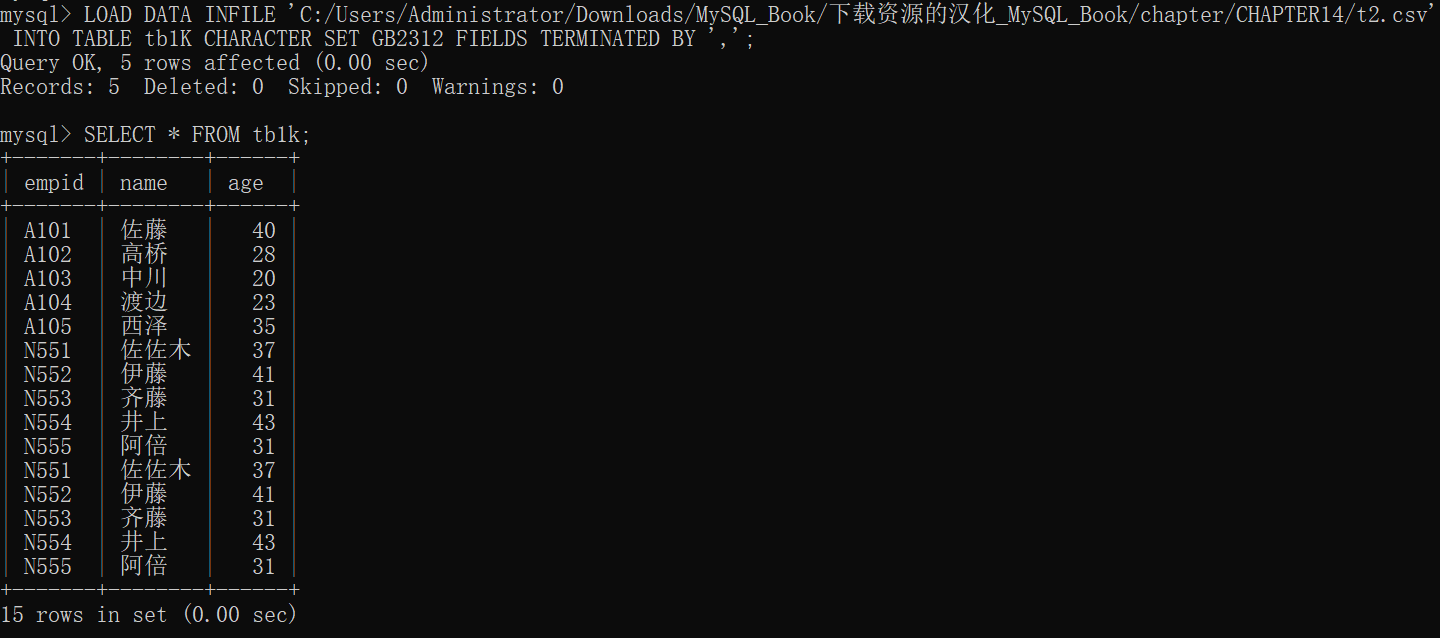 mysql> LOAD DATA INFILE 'C:/Users/Administrator/Downloads/MySQL_Book/下载资源的汉化_MySQL_Book/chapter/CHAPTER14/t2.csv'
 INTO TABLE tb1K CHARACTER SET GB2312 FIELDS TERMINATED BY ',';
Query OK, 5 rows affected (0.00 sec)
Records: 5  Deleted: 0  Skipped: 0  Warnings: 0

mysql> SELECT * FROM tb1k;
+-------+--------+------+
| empid | name   | age  |
+-------+--------+------+
| A101  | 佐藤   |   40 |
| A102  | 高桥   |   28 |
| A103  | 中川   |   20 |
| A104  | 渡边   |   23 |
| A105  | 西泽   |   35 |
| N551  | 佐佐木 |   37 |
| N552  | 伊藤   |   41 |
| N553  | 齐藤   |   31 |
| N554  | 井上   |   43 |
| N555  | 阿倍   |   31 |
| N551  | 佐佐木 |   37 |
| N552  | 伊藤   |   41 |
| N553  | 齐藤   |   31 |
| N554  | 井上   |   43 |
| N555  | 阿倍   |   31 |
+-------+--------+------+
15 rows in set (0.00 sec)